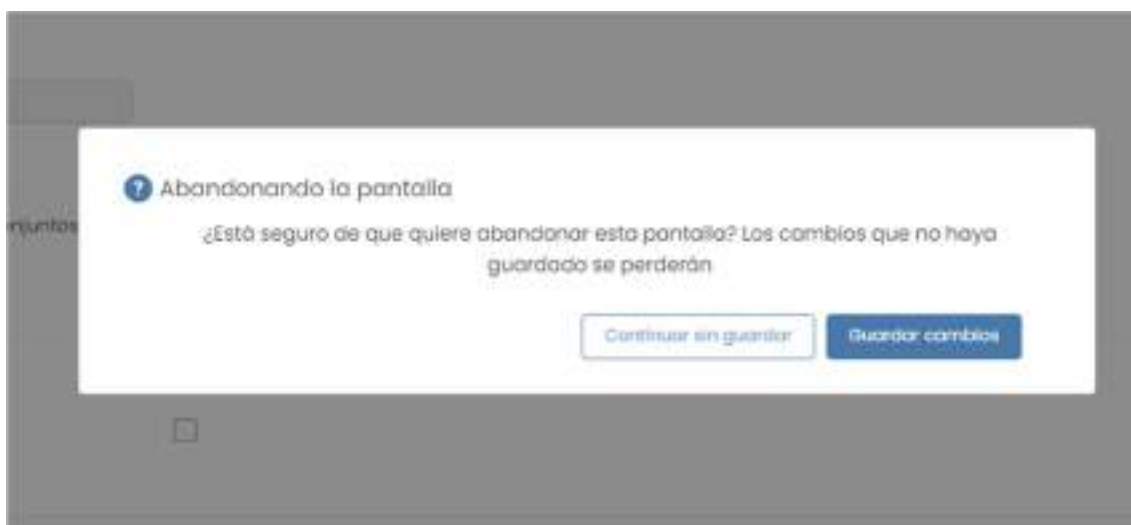 Abandonando la pantalla
¿Está seguro de que quiere abandonar esta pantalla? Los cambios que no haya
guardado se perderán
njuntos
Continuar sin guardar
Guardar cambios